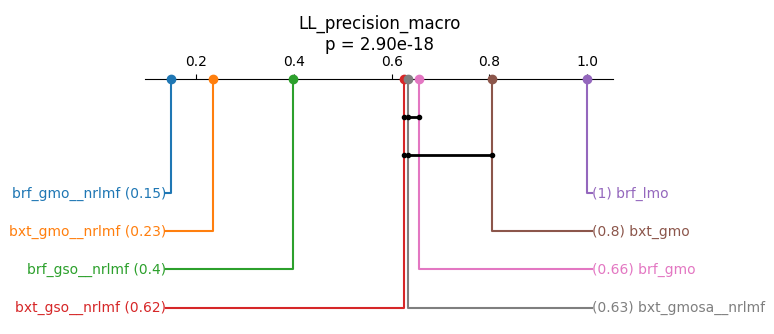 LL_precision_macro
p = 2.90e-18
0.2 0.4 0.6 0.8 1.0
brf_gmo__nrlmf (0.15) (1) brf_lmo
bxt_gmo__nrlmf (0.23) (0.8) bxt_gmo
brf_gso__nrlmf (0.4) (0.66) brf_gmo
bxt_gso__nrlmf (0.62) (0.63) bxt_gmosa__nrlmf